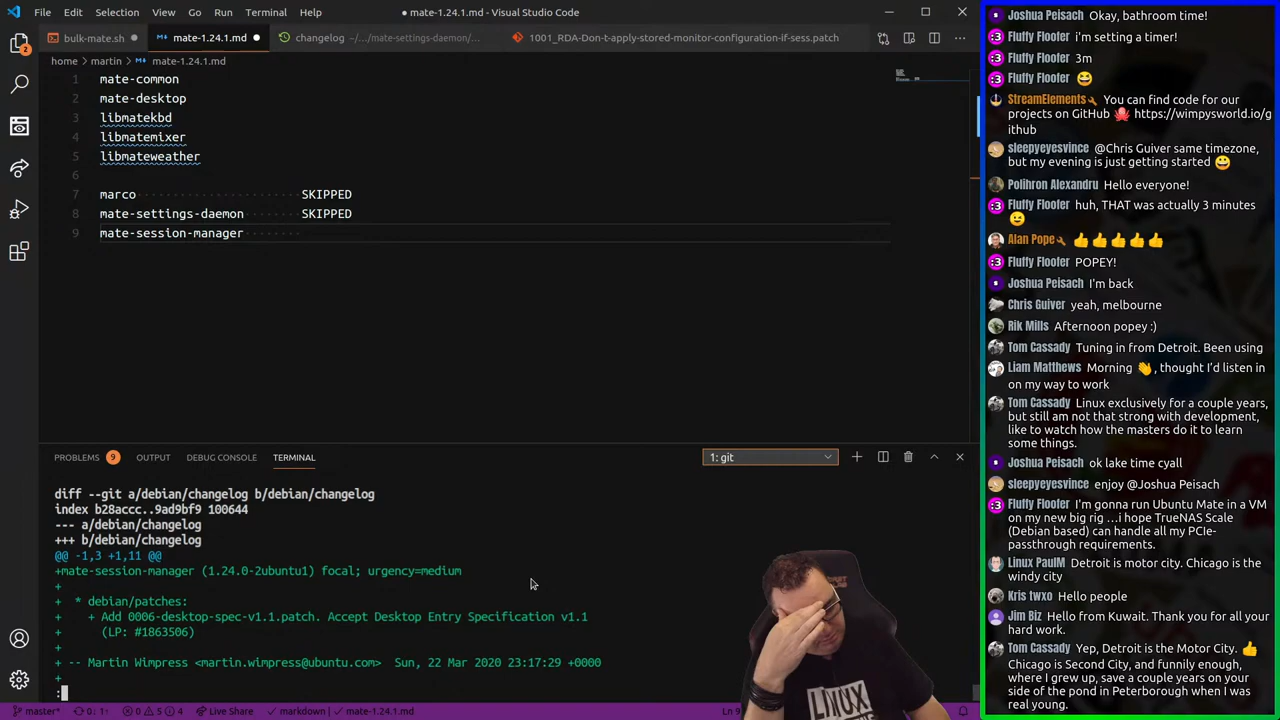 File Edit Selection View Go Run Terminal Help
● mate-1.24.1.md - Visual Studio Code
bulk-mate.sh ●
mate-1.24.1.md ●
changelog ~/.../mate-settings-daemon/...
1001_RDA-Don-t-apply-stored-monitor-configuration-if-sess.patch
home > martin > mate-1.24.1.md
1 mate-common
2 mate-desktop
3 libmatekbd
4 libmatemixer
5 libmateweather
6
7 marco SKIPPED
8 mate-settings-daemon SKIPPED
9 mate-session-manager
2
PROBLEMS 9 OUTPUT DEBUG CONSOLE TERMINAL
1: git
diff --git a/debian/changelog b/debian/changelog
index b28accc..9ad9bf9 100644
--- a/debian/changelog
+++ b/debian/changelog
@@ -1,3 +1,11 @@
+mate-session-manager (1.24.0-2ubuntu1) focal; urgency=medium
+
+ * debian/patches:
+ + Add 0006-desktop-spec-v1.1.patch. Accept Desktop Entry Specification v1.1
+ (LP: #1863506)
+
+ -- Martin Wimpress <martin.wimpress@ubuntu.com> Sun, 22 Mar 2020 23:17:29 +0000
+
:
master* 0↓ 1↑ 0 5 4 Live Share markdown | mate-1.24.1.md
Ln 9
LINUX
Joshua Peisach Okay, bathroom time!
Fluffy Floofer i'm setting a timer!
Fluffy Floofer 3m
Fluffy Floofer 😄
StreamElements You can find code for our
projects on GitHub 🐙 https://wimpysworld.io/g
ithub
sleepyeyesvince @Chris Guiver same timezone,
but my evening is just getting started 😀
Polihron Alexandru Hello everyone!
Fluffy Floofer huh, THAT was actually 3 minutes
😉
Alan Pope 👍👍👍👍👍
Fluffy Floofer POPEY!
Joshua Peisach I'm back
Chris Guiver yeah, melbourne
Rik Mills Afternoon popey :)
Tom Cassady Tuning in from Detroit. Been using
Liam Matthews Morning 👋, thought I'd listen in
on my way to work
Tom Cassady Linux exclusively for a couple years,
but still am not that strong with development,
like to watch how the masters do it to learn
some things.
Joshua Peisach ok lake time cyall
sleepyeyesvince enjoy @Joshua Peisach
Fluffy Floofer I'm gonna run Ubuntu Mate in a VM
on my new big rig ...i hope TrueNAS Scale
(Debian based) can handle all my PCIe-
passthrough requirements.
Linux PaulM Detroit is motor city. Chicago is the
windy city
Kris twxo Hello people
Jim Biz Hello from Kuwait. Thank you for all your
hard work.
Tom Cassady Yep, Detroit is the Motor City. 👍
Chicago is Second City, and funnily enough,
where I grew up, save a couple years on your
side of the pond in Peterborough when I was
real young.